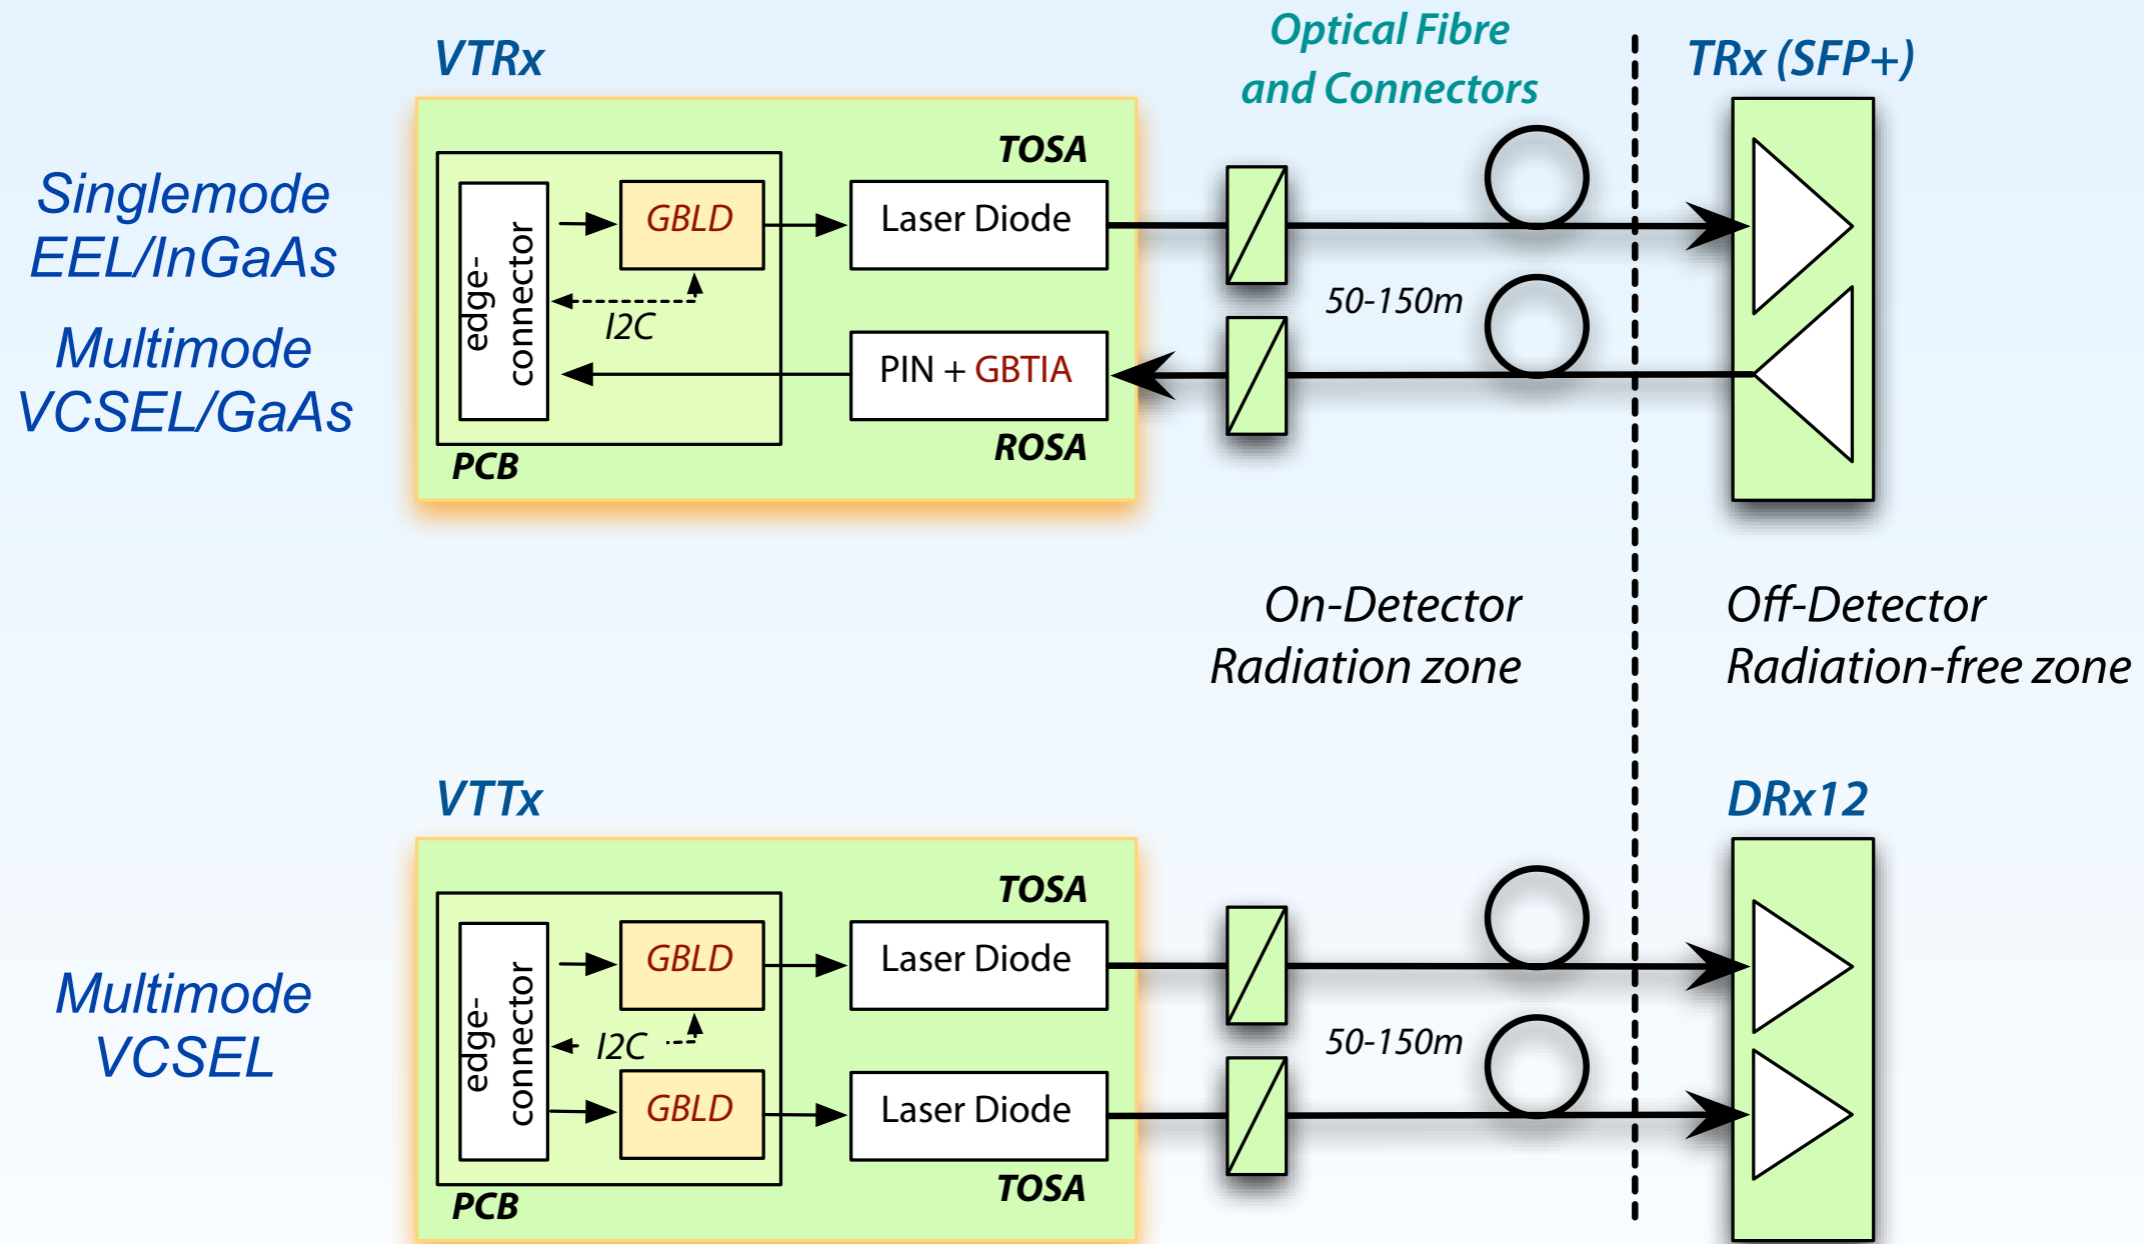 VTRx
Optical Fibre
and Connectors
TRx (SFP+)
Singlemode
EEL/InGaAs
Multimode
VCSEL/GaAs
TOSA
edge-
connector
GBLD
Laser Diode
I2C
50-150m
PIN + GBTIA
PCB
ROSA
On-Detector
Radiation zone
Off-Detector
Radiation-free zone
VTTx
DRx12
Multimode
VCSEL
TOSA
edge-
connector
GBLD
Laser Diode
I2C
50-150m
GBLD
Laser Diode
PCB
TOSA